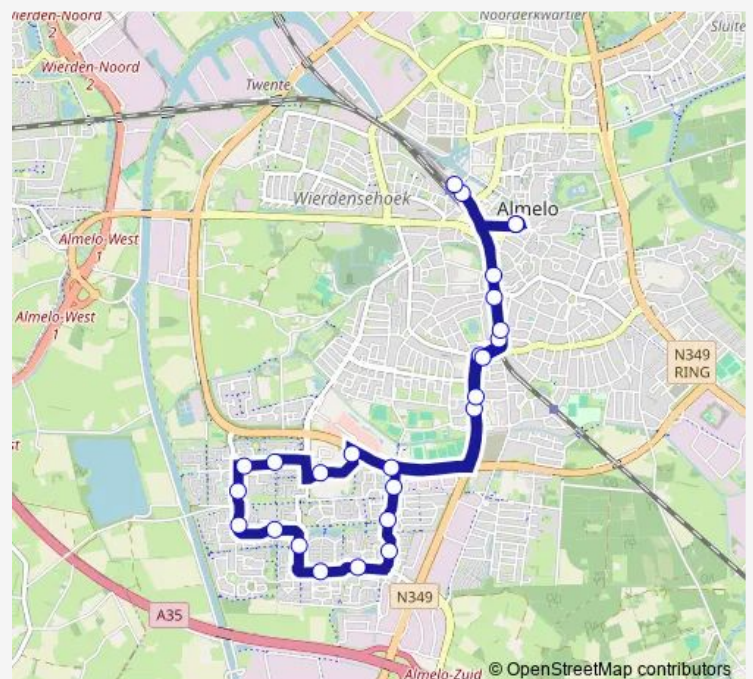 Wierden-Noord
2
Noorderkwartier
Wierden-Noord
2
Twente
Wierdensehoek
Almelo
Almelo-West
1
Almelo-West
1
N349
RING
A35
N349
Almelo-Zuid
© OpenStreetMap contributors